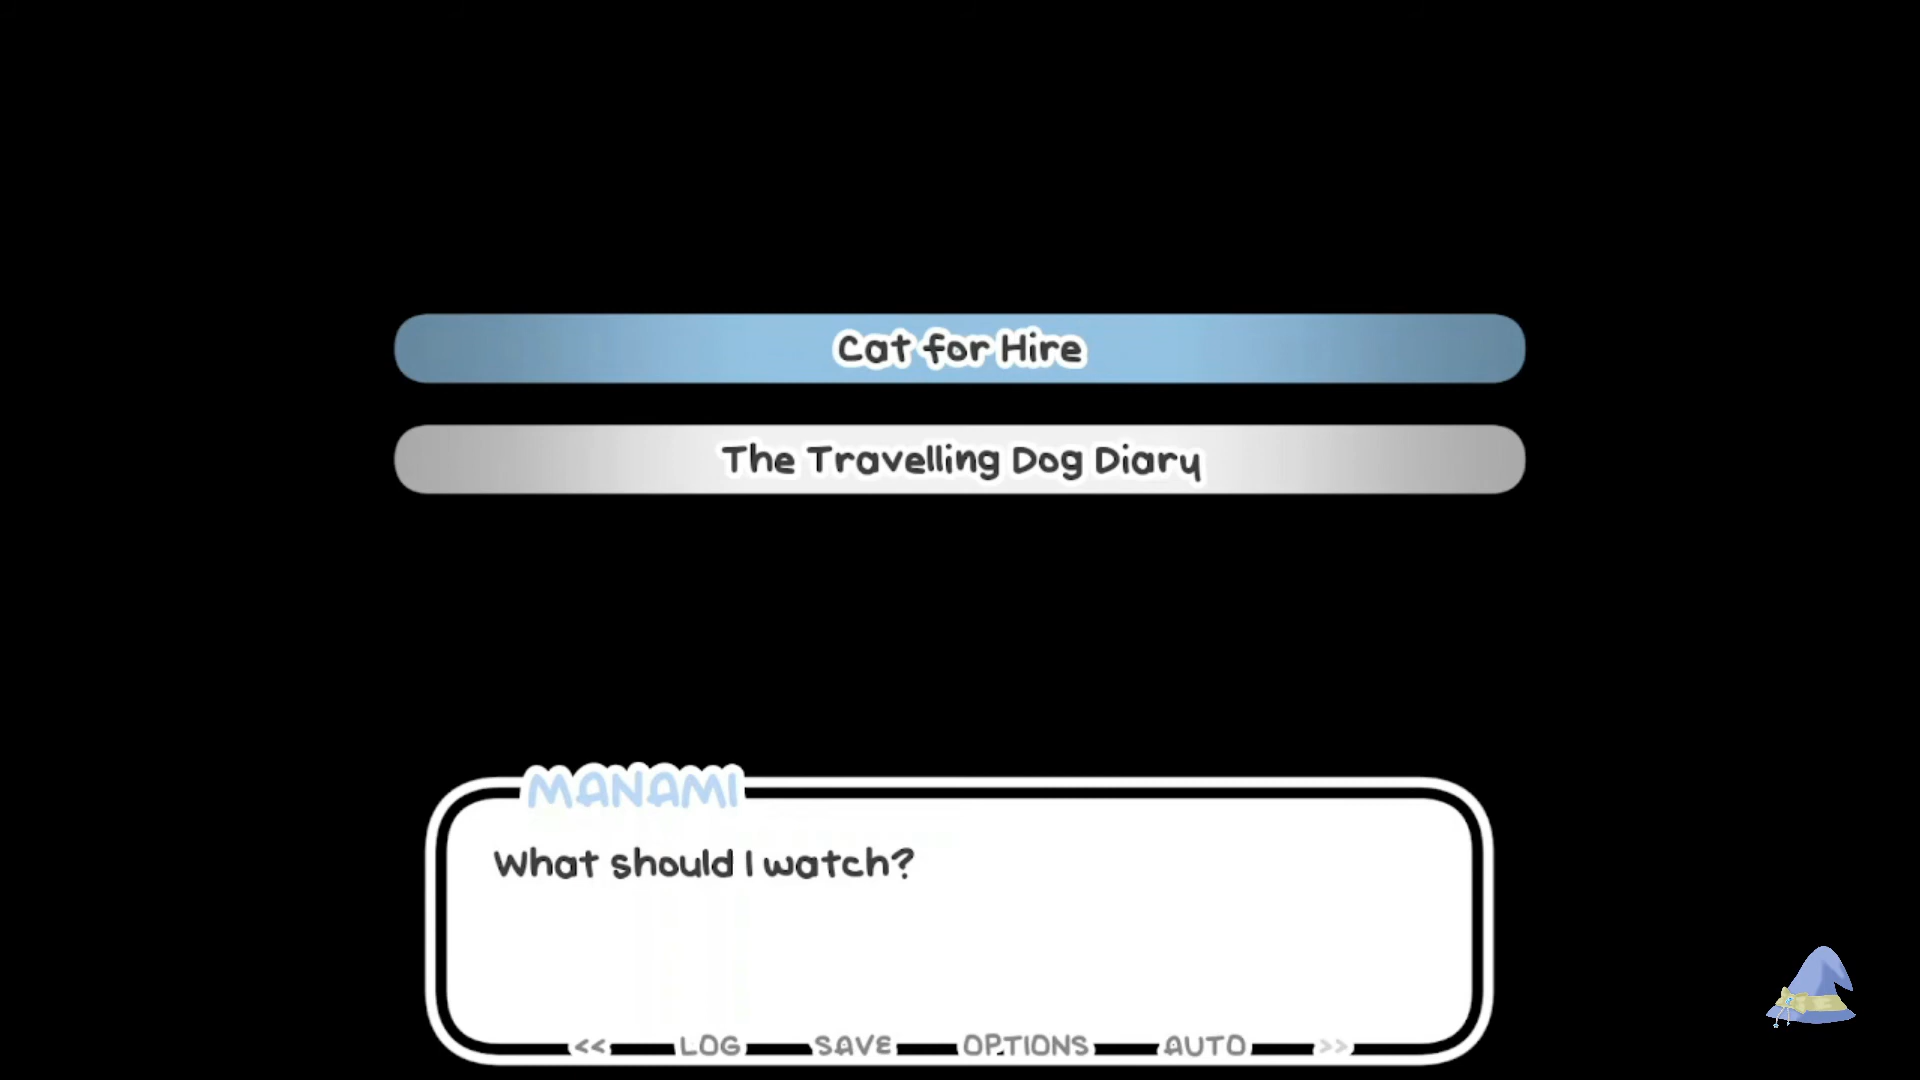 Cat for Hire
The Travelling Dog Diary
MANAMI
What should I watch?
<< LOG SAVE OPTIONS AUTO >>